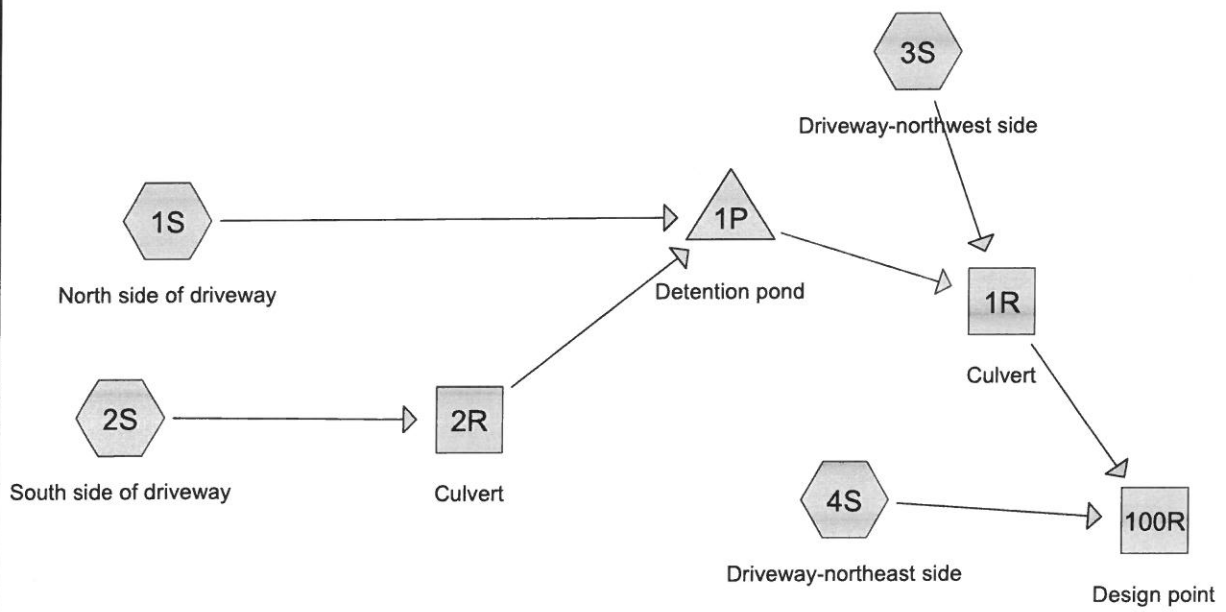 3S
Driveway-northwest side
1S
North side of driveway
1P
Detention pond
1R
Culvert
2S
South side of driveway
2R
Culvert
4S
Driveway-northeast side
100R
Design point